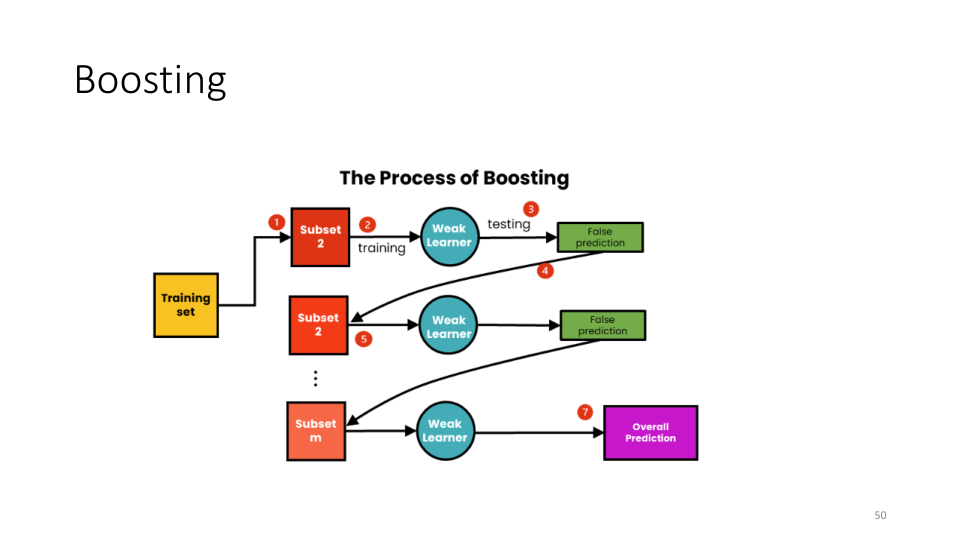 Boosting
The Process of Boosting
1
Subset
2
2
training
Weak
Learner
3
testing
False
prediction
4
Training
set
Subset
2
5
Weak
Learner
False
prediction
Subset
m
Weak
Learner
7
Overall
Prediction
50